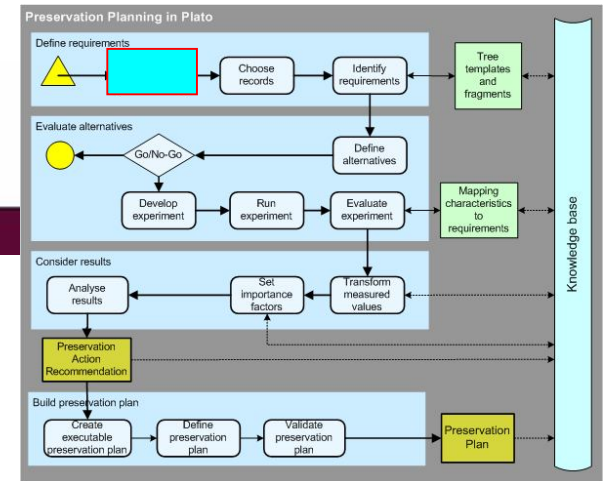 Preservation Planning in Plato
Define requirements
Choose
records
Identify
requirements
Tree
templates
and
fragments
Evaluate alternatives
Go/No-Go
Define
alternatives
Develop
experiment
Run
experiment
Evaluate
experiment
Mapping
characteristics
to
requirements
Knowledge base
Consider results
Analyse
results
Set
importance
factors
Transform
measured
values
Preservation
Action
Recommendation
Build preservation plan
Create
executable
preservation plan
Define
preservation
plan
Validate
preservation
plan
Preservation
Plan